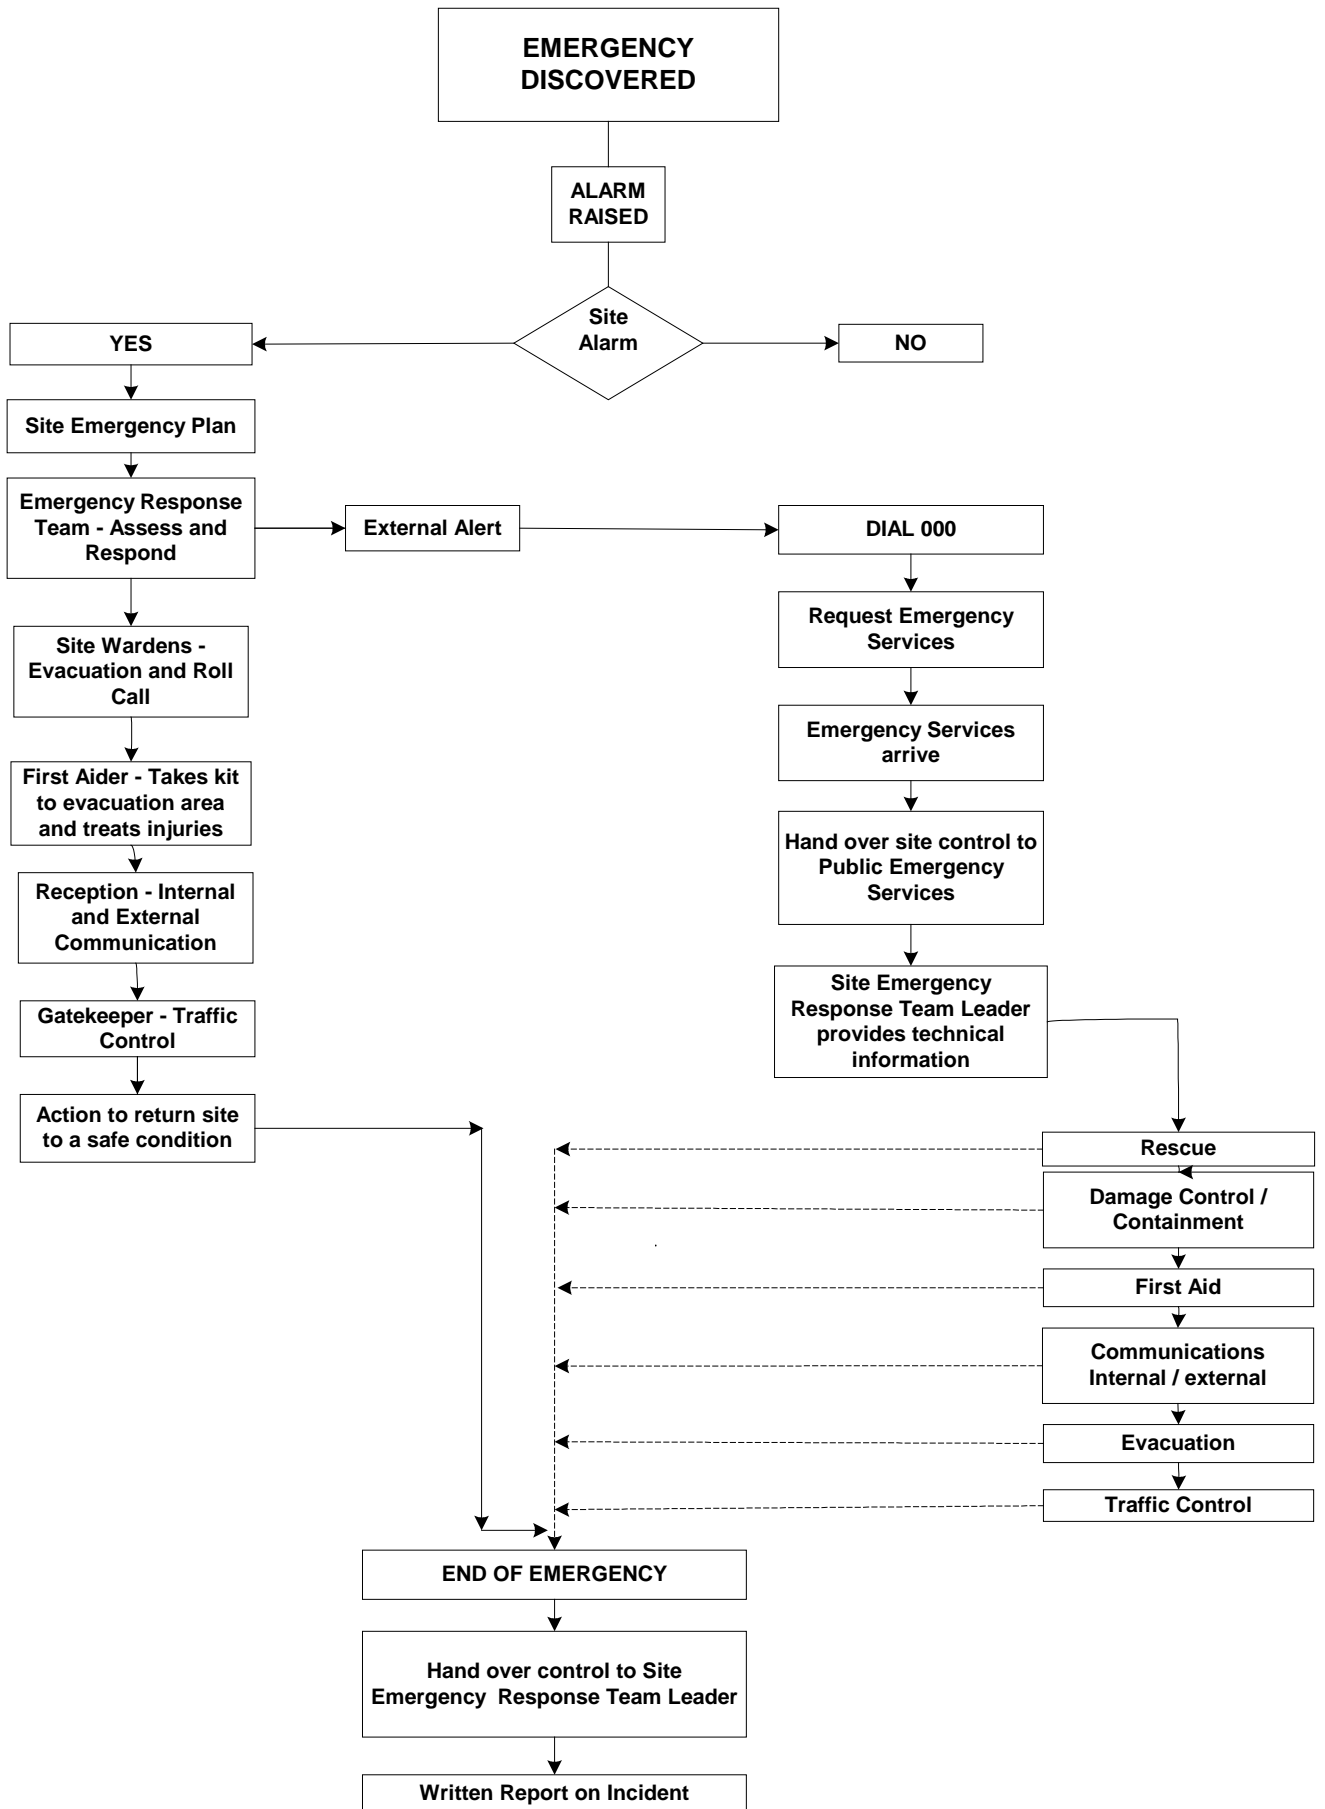 EMERGENCY
DISCOVERED
ALARM
RAISED
Site
Alarm
YES
NO
Site Emergency Plan
Emergency Response
Team - Assess and
Respond
External Alert
DIAL 000
Request Emergency
Services
Site Wardens -
Evacuation and Roll
Call
Emergency Services
arrive
First Aider - Takes kit
to evacuation area
and treats injuries
Hand over site control to
Public Emergency
Services
Reception - Internal
and External
Communication
Site Emergency
Response Team Leader
provides technical
information
Gatekeeper - Traffic
Control
Action to return site
to a safe condition
Rescue
Damage Control /
Containment
First Aid
Communications
Internal / external
Evacuation
Traffic Control
END OF EMERGENCY
Hand over control to Site
Emergency Response Team Leader
Written Report on Incident